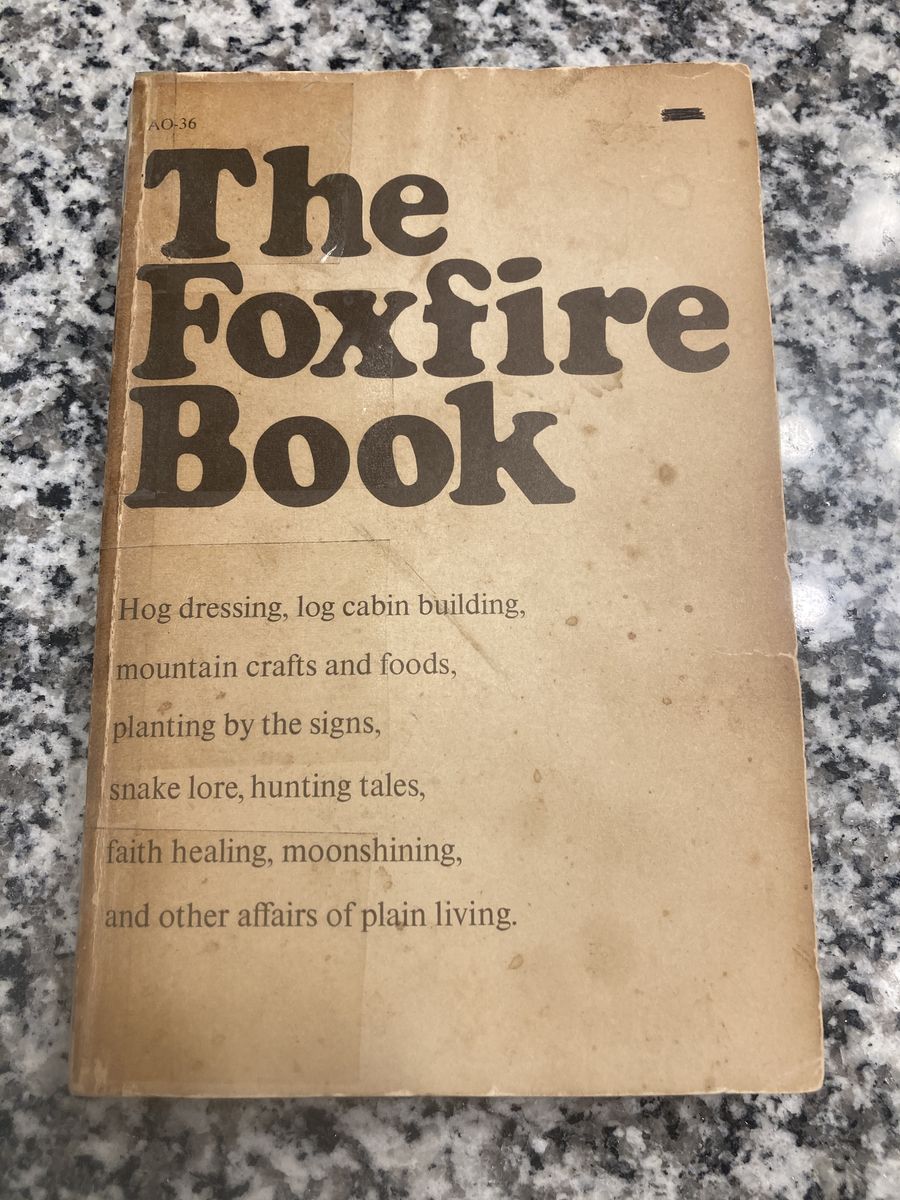 AO-36
The
Foxfire
Book
Hog dressing, log cabin building,
mountain crafts and foods,
planting by the signs,
snake lore, hunting tales,
faith healing, moonshining,
and other affairs of plain living.